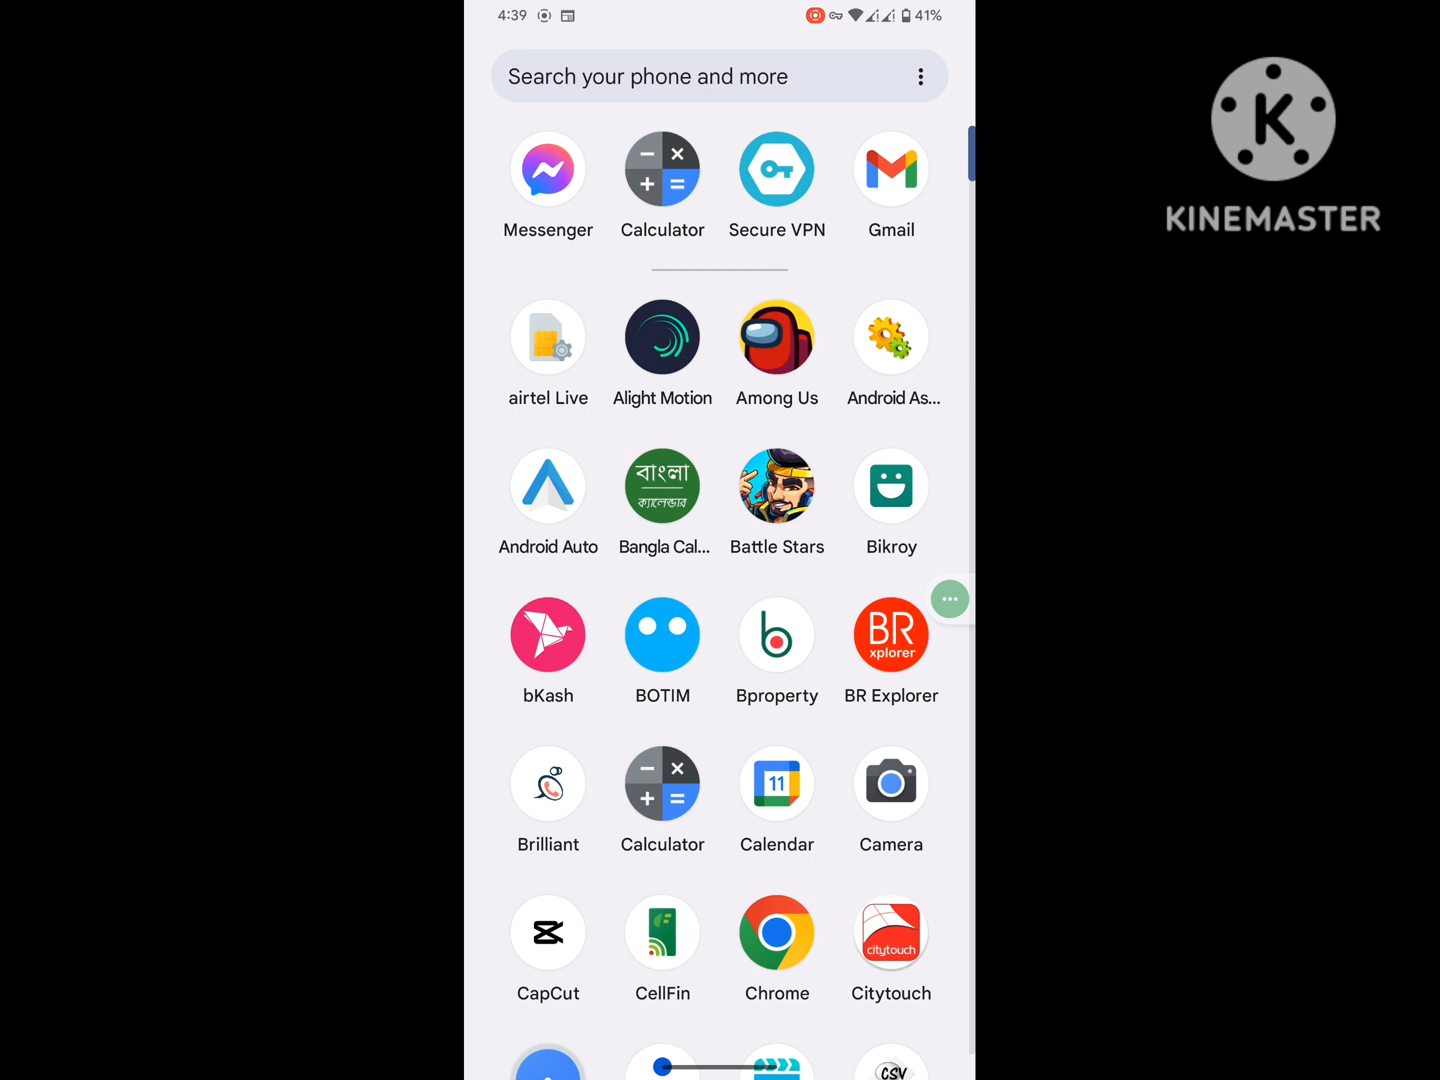 4:39
41%
Search your phone and more
K
KINEMASTER
Messenger
Calculator
Secure VPN
Gmail
airtel Live
Alight Motion
Among Us
Android As...
বাংলা
ক্যালেন্ডার
Android Auto
Bangla Cal...
Battle Stars
Bikroy
BR
xplorer
bKash
BOTIM
Bproperty
BR Explorer
11
Brilliant
Calculator
Calendar
Camera
citytouch
CapCut
CellFin
Chrome
Citytouch
CSV